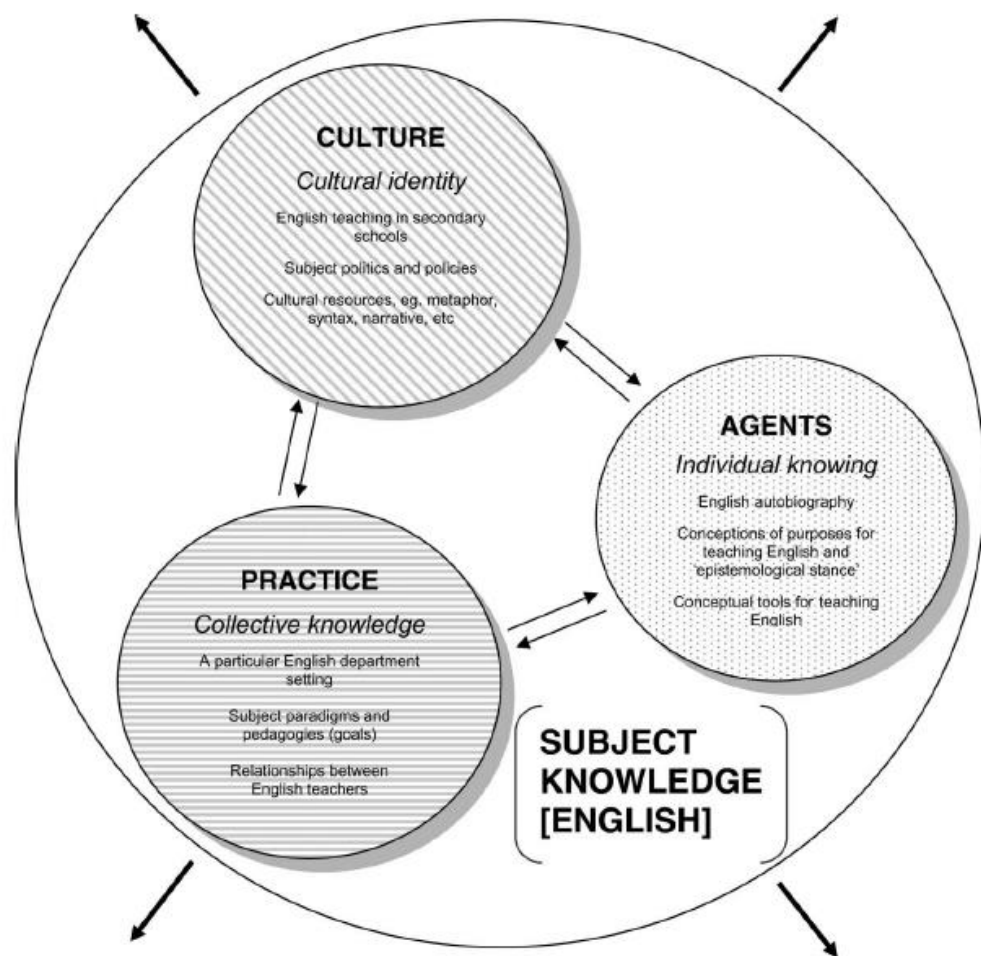 CULTURE
Cultural identity
English teaching in secondary
schools
Subject politics and policies
Cultural resources, eg. metaphor,
syntax, narrative, etc
AGENTS
Individual knowing
English autobiography
Conceptions of purposes for
teaching English and
'epistemological stance'
Conceptual tools for teaching
English
PRACTICE
Collective knowledge
A particular English department
setting
Subject paradigms and
pedagogies (goals)
Relationships between
English teachers
SUBJECT
KNOWLEDGE
[ENGLISH]